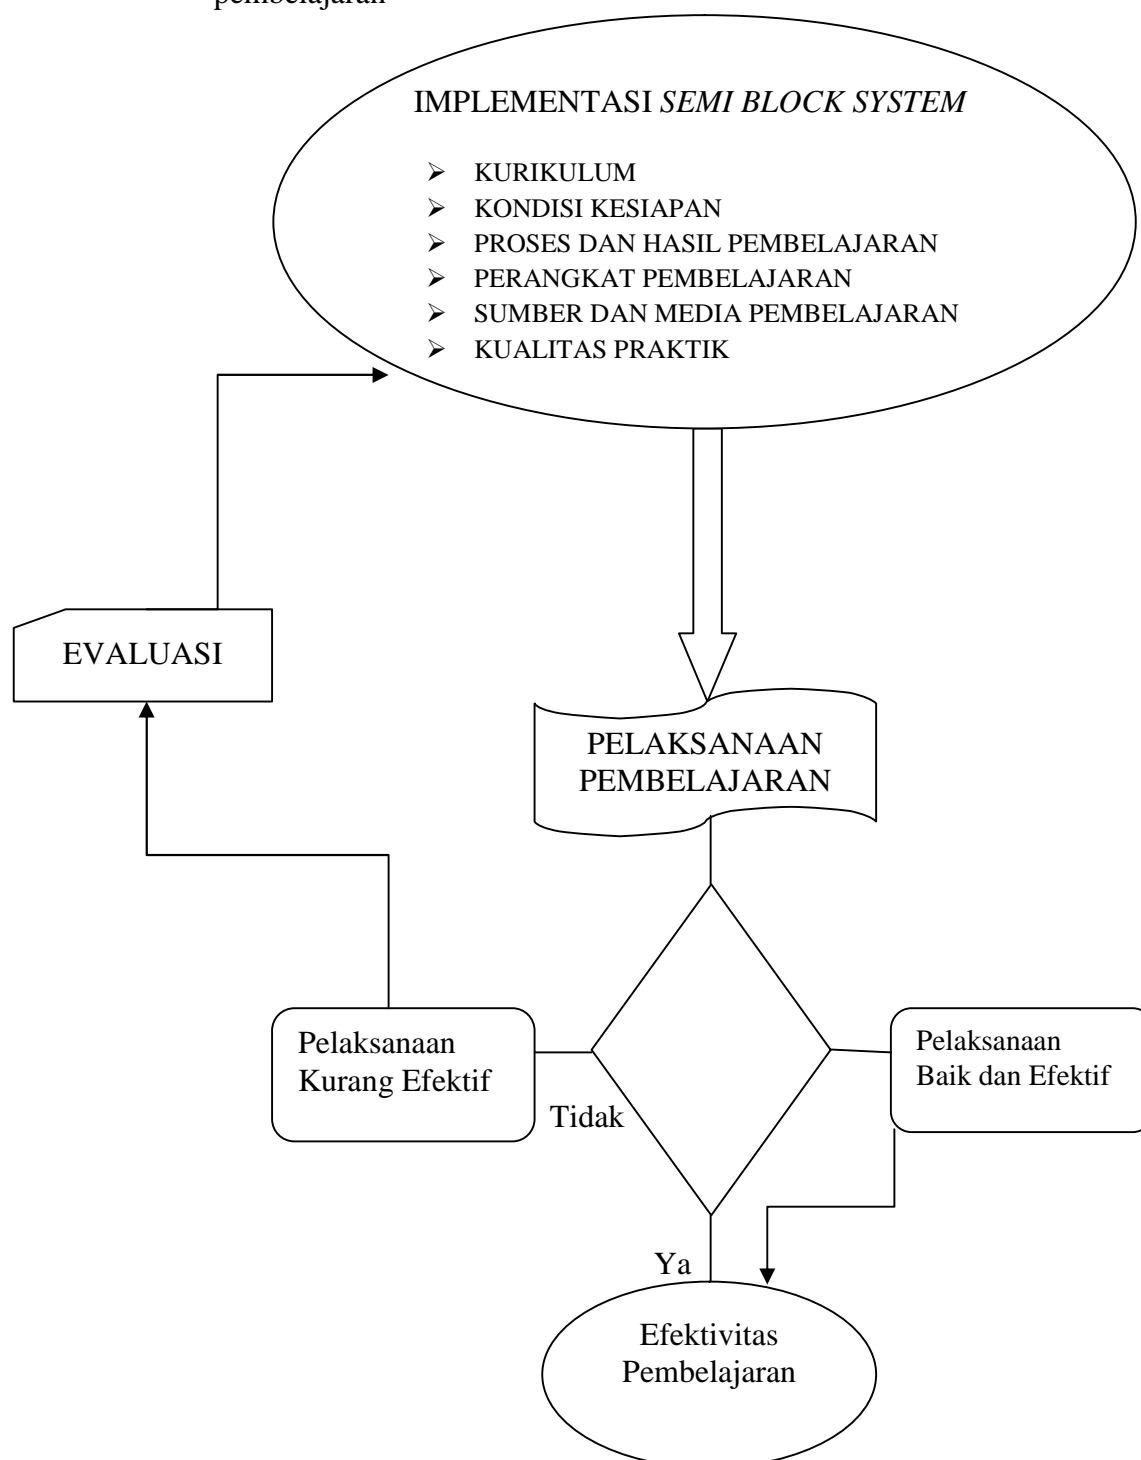 pembelajaran
IMPLEMENTASI SEMI BLOCK SYSTEM
➢ KURIKULUM
➢ KONDISI KESIAPAN
➢ PROSES DAN HASIL PEMBELAJARAN
➢ PERANGKAT PEMBELAJARAN
➢ SUMBER DAN MEDIA PEMBELAJARAN
➢ KUALITAS PRAKTIK
EVALUASI
PELAKSANAAN
PEMBELAJARAN
Pelaksanaan
Kurang Efektif
Tidak
Pelaksanaan
Baik dan Efektif
Ya
Efektivitas
Pembelajaran